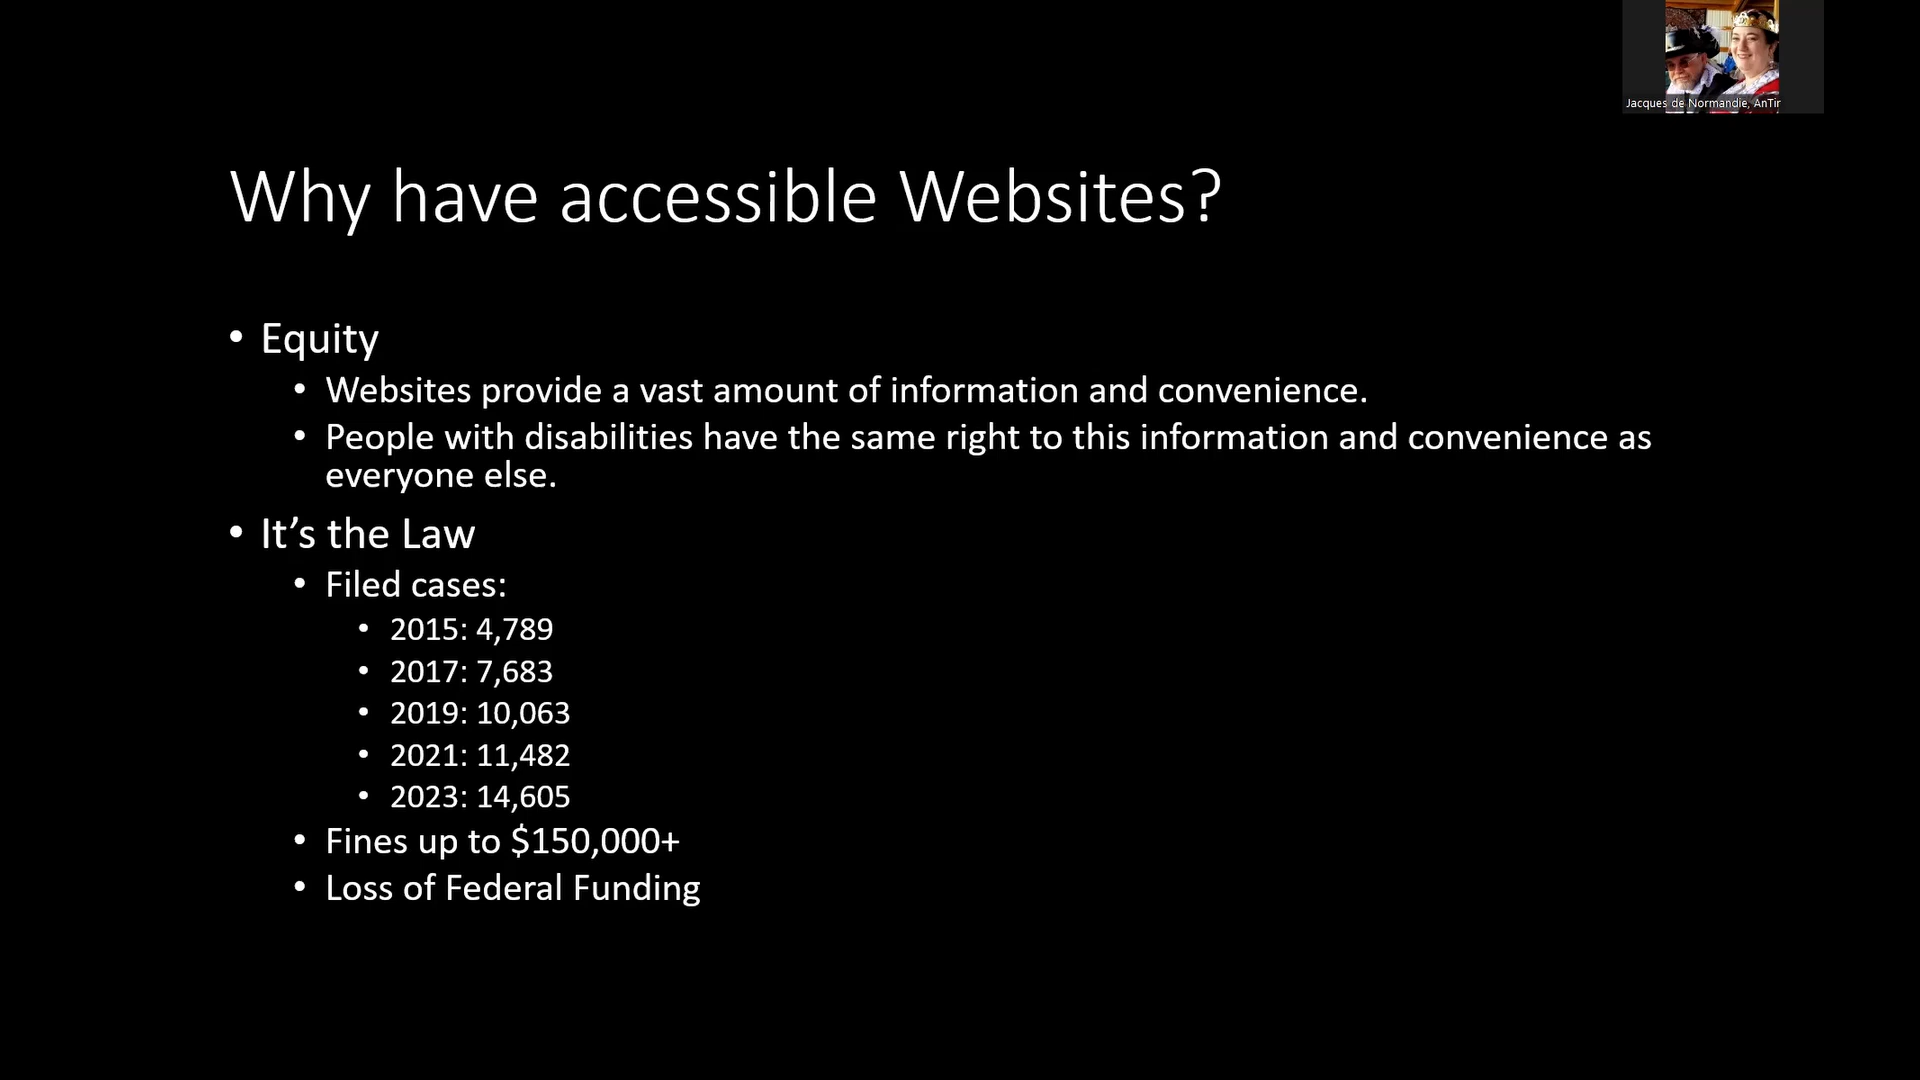 Jacques de Normandie, AnTir
Why have accessible Websites?
• Equity
• Websites provide a vast amount of information and convenience.
• People with disabilities have the same right to this information and convenience as
everyone else.
• It’s the Law
• Filed cases:
• 2015: 4,789
• 2017: 7,683
• 2019: 10,063
• 2021: 11,482
• 2023: 14,605
• Fines up to $150,000+
• Loss of Federal Funding